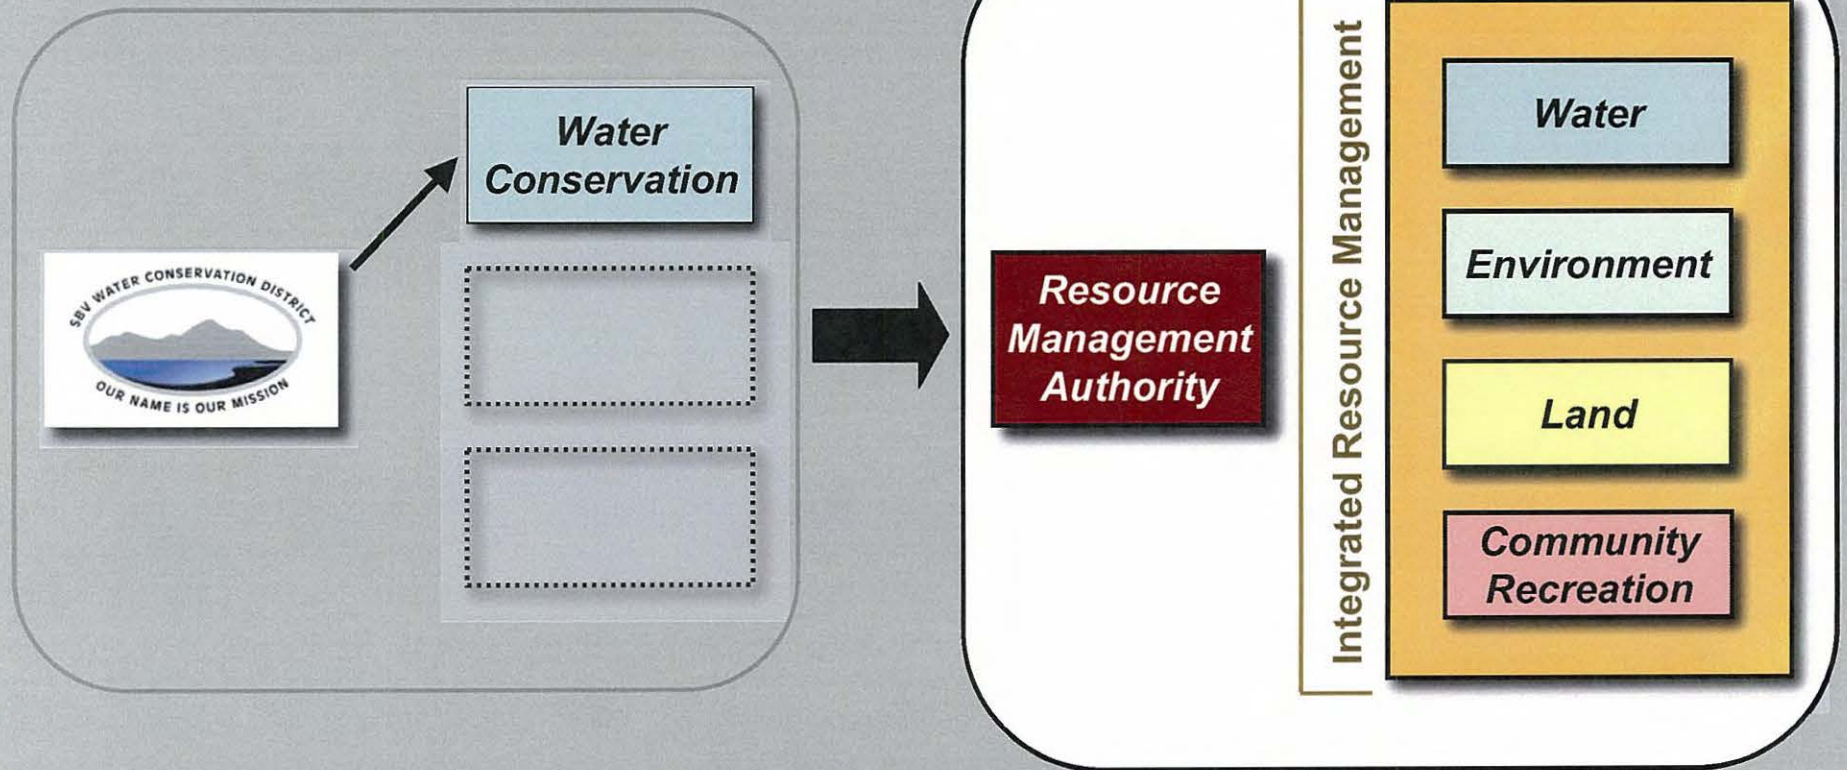 Water
Conservation
SBV WATER CONSERVATION DISTRICT
OUR NAME IS OUR MISSION
Resource
Management
Authority
Integrated Resource Management
Water
Environment
Land
Community
Recreation